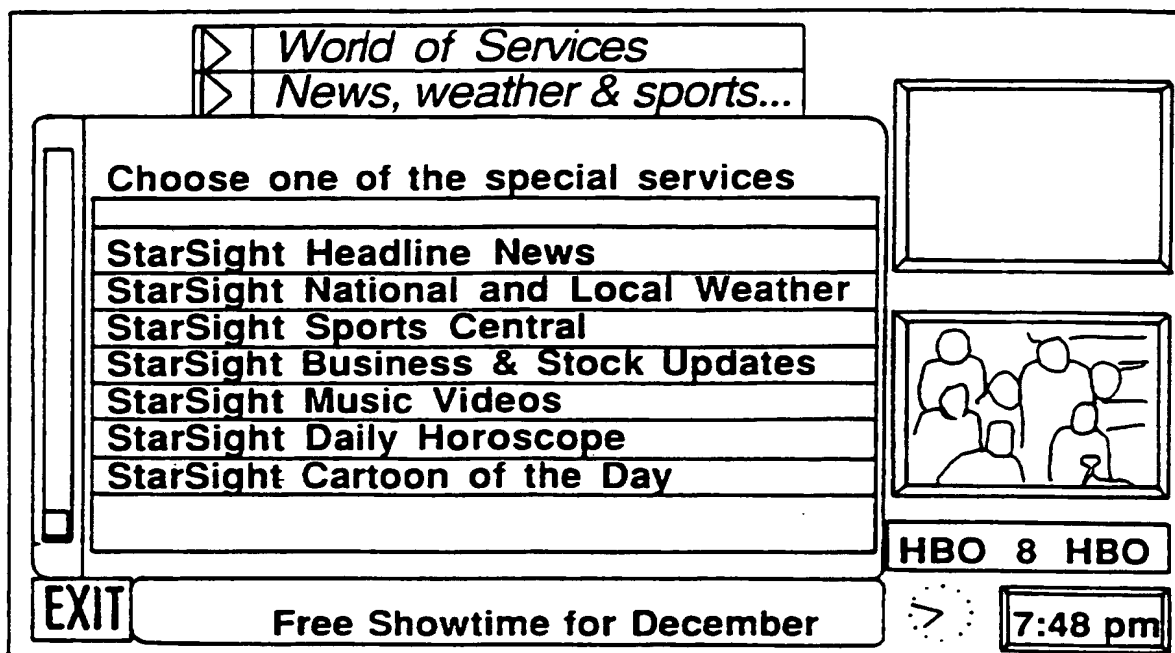 World of Services
News, weather & sports...
Choose one of the special services
StarSight Headline News
StarSight National and Local Weather
StarSight Sports Central
StarSight Business & Stock Updates
StarSight Music Videos
StarSight Daily Horoscope
StarSight Cartoon of the Day
HBO 8 HBO
EXIT
Free Showtime for December
7:48 pm